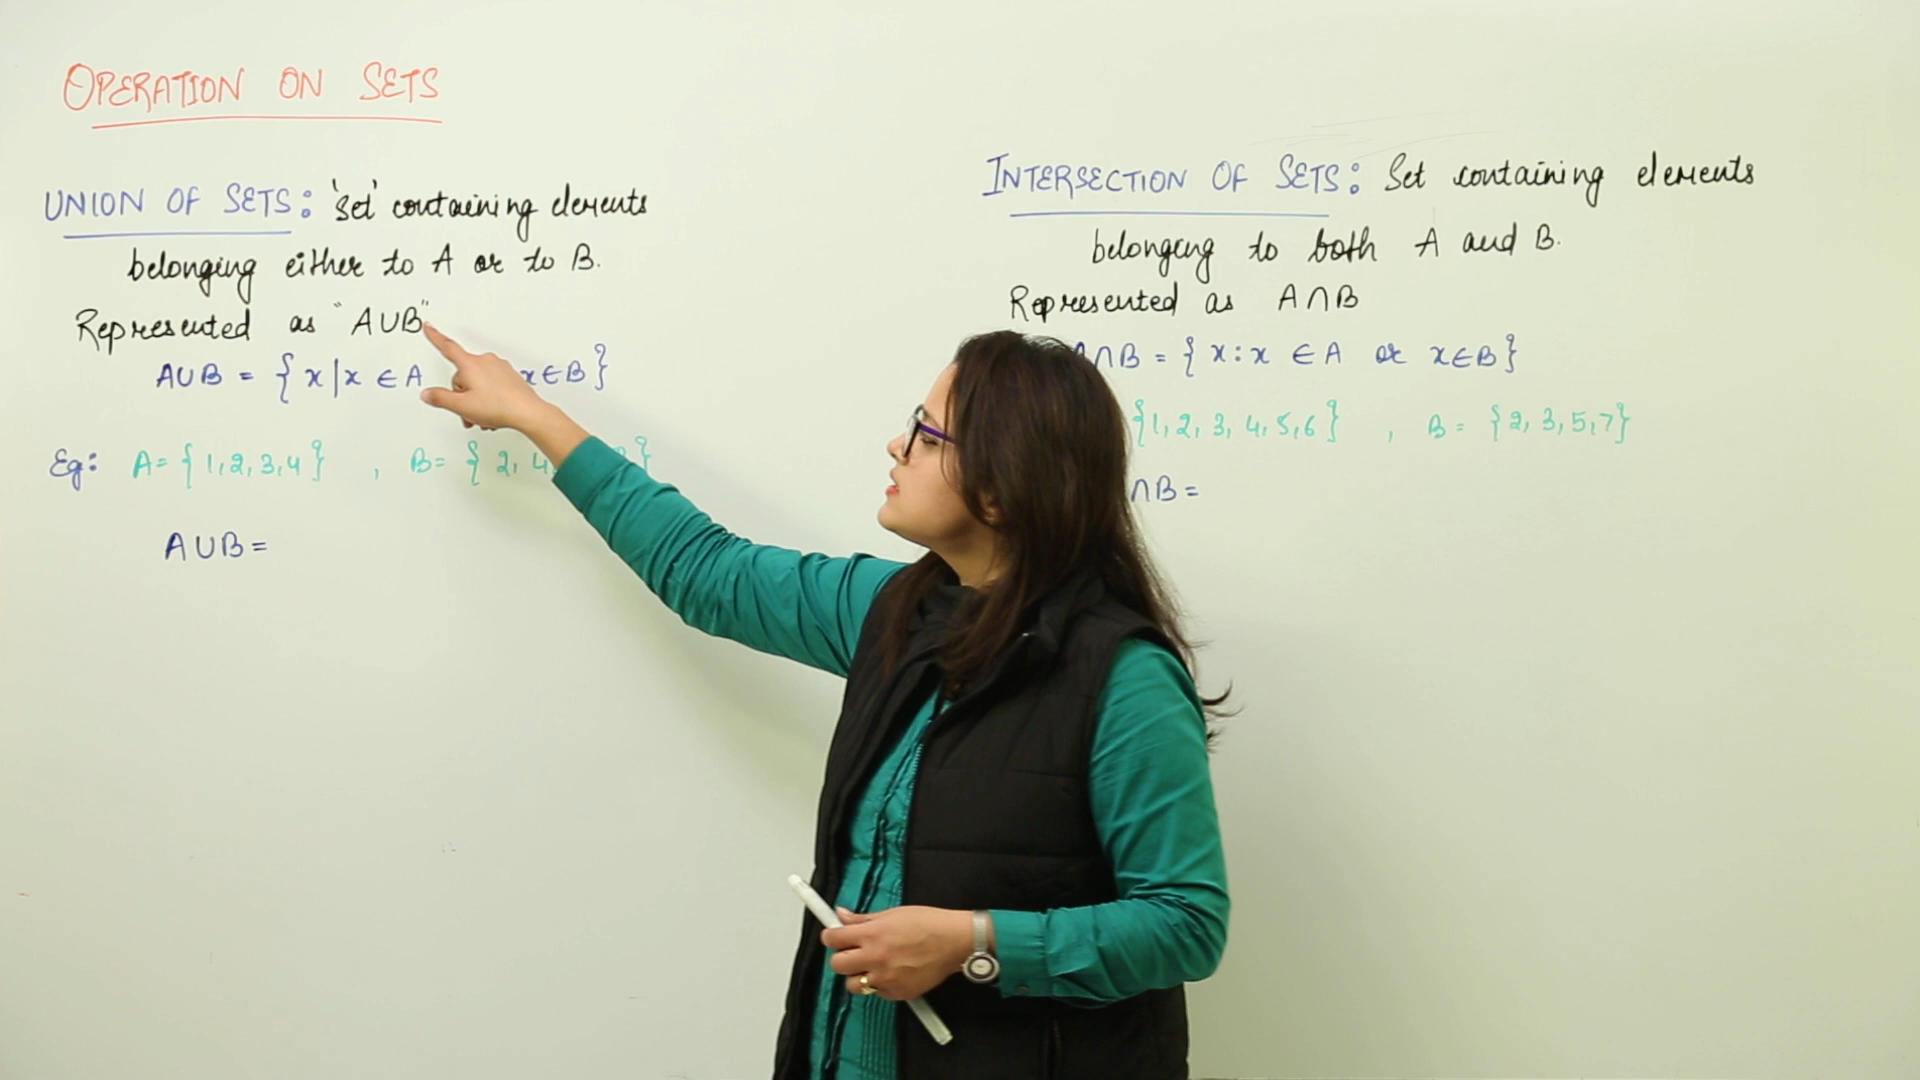 OPERATION ON SETS
UNION OF SETS: 'Set' containing elements
belonging either to A or to B.
Represented as "AUB"
AUB = { x | x ∈ A x ∈ B }
Eg: A = { 1, 2, 3, 4 } , B = { 2, 4 }
AUB =
INTERSECTION OF SETS: Set containing elements
belonging to both A and B.
Represented as A∩B
∩B = { x : x ∈ A or x ∈ B }
{ 1, 2, 3, 4, 5, 6 } , B = { 2, 3, 5, 7 }
∩B =